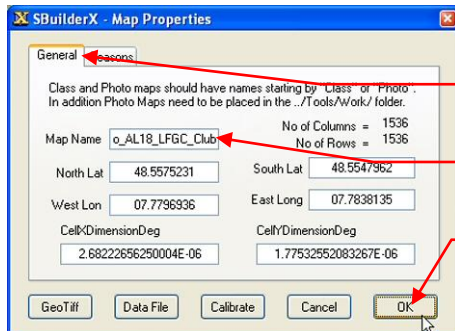 SBuilderX - Map Properties
General Seasons
Class and Photo maps should have names starting by "Class" or "Photo".
In addition Photo Maps need to be placed in the ../Tools/Work/ folder.
No of Columns = 1536
No of Rows = 1536
Map Name o_AL18_LFGC_Club
North Lat 48.5575231 South Lat 48.5547962
West Lon 07.7796936 East Long 07.7838135
CellXDimensionDeg CellYDimensionDeg
2.68222656250004E-06 1.77532552083267E-06
GeoTiff Data File Calibrate Cancel OK